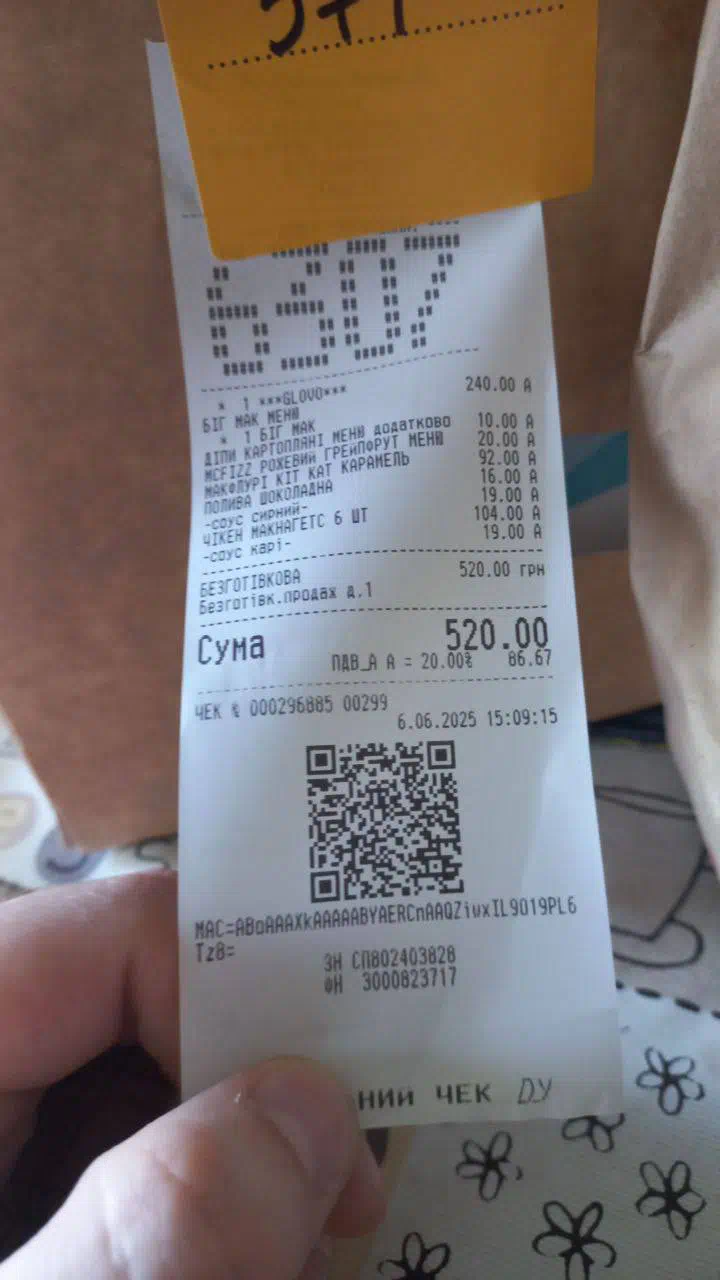 6307
* 1 ***GLOVO***
БІГ МАК МЕНЮ 240.00 А
* 1 БІГ МАК
ДІПИ КАРТОПЛЯНІ МЕНЮ додатково 10.00 А
MCFIZZ РОЖЕВИЙ ГРЕЙПФРУТ МЕНЮ 20.00 А
МАКФЛУРІ КІТ КАТ КАРАМЕЛЬ 92.00 А
ПОЛИВА ШОКОЛАДНА 16.00 А
-соус сирний- 19.00 А
ЧІКЕН МАКНАГЕТС 6 ШТ 104.00 А
-соус карі- 19.00 А
БЕЗГОТІВКОВА 520.00 грн
Безготівк.продаж д.1
Сума 520.00
ПДВ_А А = 20.00% 86.67
ЧЕК № 000296885 00299
6.06.2025 15:09:15
MAC=ABoAAAXkAAAAABYAERCnAAQZivxIL9019PL6
Tz8=
ЗН СП802403828
ФН 3000823717
НИЙ ЧЕК